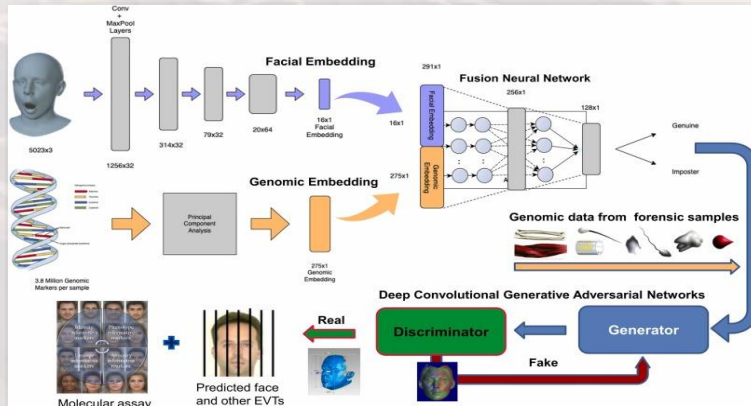 Conv
+
MaxPool
Layers
Facial Embedding
5023x3
1256x32
314x32
79x32
20x64
16x1
Facial
Embedding
16x1
291x1
Facial Embedding
Genomic
Embedding
275x1
Fusion Neural Network
256x1
128x1
Genuine
Imposter
Genomic Embedding
3.8 Million Genomic
Markers per sample
Principal
Component
Analysis
275x1
Genomic
Embedding
Genomic data from forensic samples
Deep Convolutional Generative Adversarial Networks
Generator
Discriminator
Real
Fake
Molecular assay
Predicted face
and other EVTs